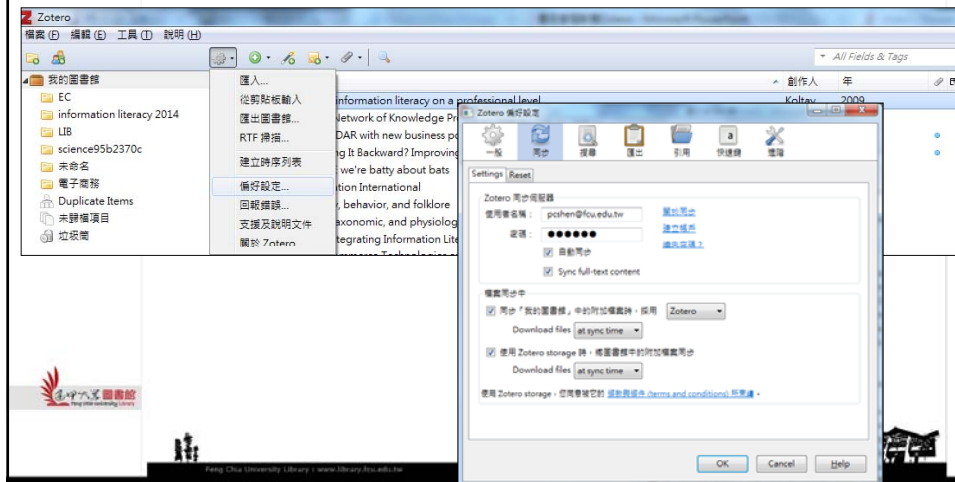 Zotero
檔案(F) 編輯(E) 工具(T) 說明(H)
All Fields & Tags
我的圖書館
EC
information literacy 2014
LIB
science95b2370c
未命名
電子商務
Duplicate Items
未歸檔項目
垃圾筒
匯入...
從剪貼板輸入
匯出圖書館...
RTF 掃描...
建立時序列表
偏好設定...
回報錯誤...
支援及說明文件
關於 Zotero
創作人 年
information literacy on a professional level Koltay 2009
Network of Knowledge Pr
DAR with new business po
ng It Backward? Improving
we're batty about bats
tion International
, behavior, and folklore
axonomic, and physiolog
tegrating Information Lite
Zotero 偏好設定
一般 同步 搜尋 匯出 引用 快速鍵 進階
Settings Reset
Zotero 同步伺服器
使用者名稱： pcshen@fcu.edu.tw 關於同步
密碼： ●●●●●● 建立帳戶
遺失密碼？
自動同步
Sync full-text content
檔案同步中
同步「我的圖書館」中的附加檔案時，採用 Zotero
Download files at sync time
使用 Zotero storage 時，將圖書館中的附加檔案同步
Download files at sync time
使用 Zotero storage，您同意被它的 條款與條件 (terms and conditions) 所束縛。
OK Cancel Help
逢甲大學圖書館
Feng Chia University Library
Feng Chia University Library | www.library.fcu.edu.tw